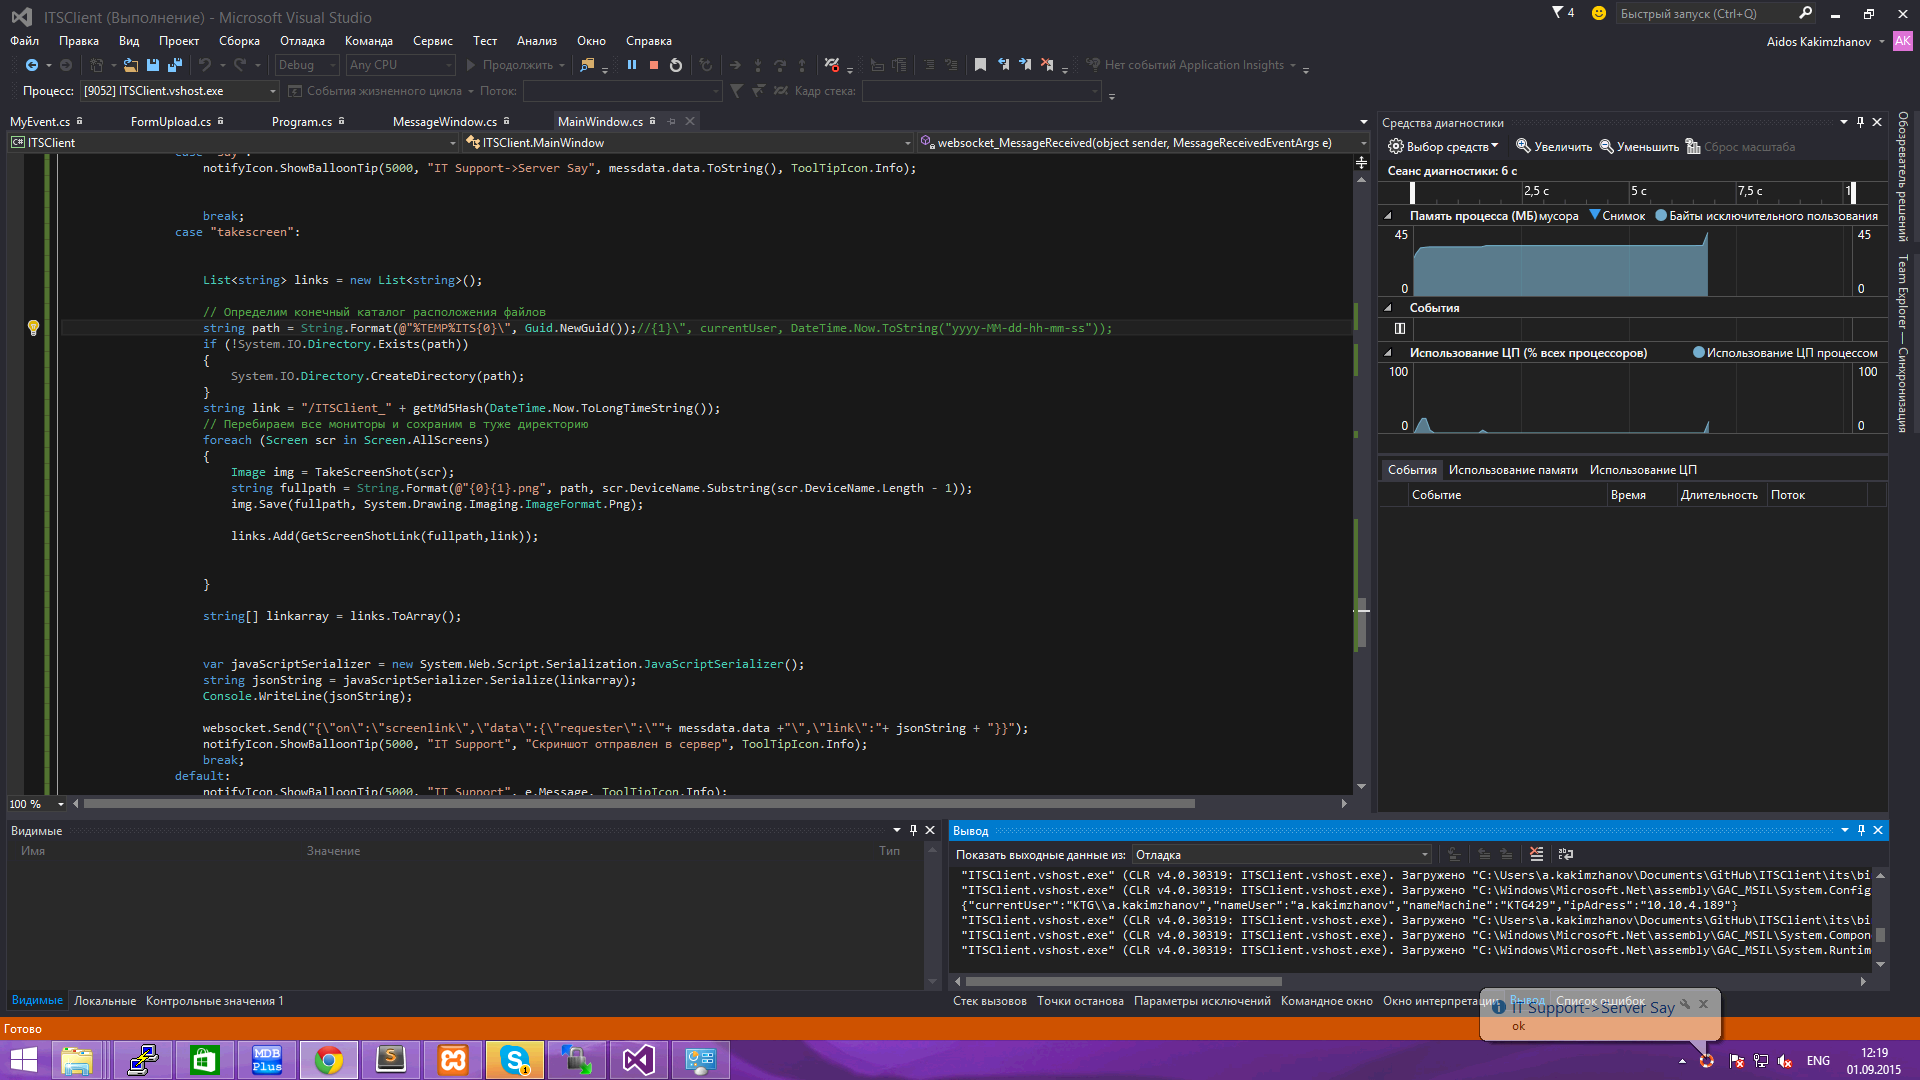 ITSClient (Выполнение) - Microsoft Visual Studio
4
Быстрый запуск (Ctrl+Q)
Файл Правка Вид Проект Сборка Отладка Команда Сервис Тест Анализ Окно Справка
Aidos Kakimzhanov AK
Debug Any CPU Продолжить Нет событий Application Insights
Процесс: [9052] ITSClient.vshost.exe События жизненного цикла Поток: Кадр стека:
MyEvent.cs FormUpload.cs Program.cs MessageWindow.cs MainWindow.cs
ITSClient ITSClient.MainWindow websocket_MessageReceived(object sender, MessageReceivedEventArgs e)
case "say":
notifyIcon.ShowBalloonTip(5000, "IT Support->Server Say", messdata.data.ToString(), ToolTipIcon.Info);
break;
case "takescreen":
List<string> links = new List<string>();
// Определим конечный каталог расположения файлов
string path = String.Format(@"%TEMP%ITS{0}\", Guid.NewGuid());//{1}\", currentUser, DateTime.Now.ToString("yyyy-MM-dd-hh-mm-ss"));
if (!System.IO.Directory.Exists(path))
{
System.IO.Directory.CreateDirectory(path);
}
string link = "/ITSClient_" + getMd5Hash(DateTime.Now.ToLongTimeString());
// Перебираем все мониторы и сохраним в туже директорию
foreach (Screen scr in Screen.AllScreens)
{
Image img = TakeScreenShot(scr);
string fullpath = String.Format(@"{0}{1}.png", path, scr.DeviceName.Substring(scr.DeviceName.Length - 1));
img.Save(fullpath, System.Drawing.Imaging.ImageFormat.Png);
links.Add(GetScreenShotLink(fullpath,link));
}
string[] linkarray = links.ToArray();
var javaScriptSerializer = new System.Web.Script.Serialization.JavaScriptSerializer();
string jsonString = javaScriptSerializer.Serialize(linkarray);
Console.WriteLine(jsonString);
websocket.Send("{\"on\":\"screenlink\",\"data\":{\"requester\":\""+ messdata.data +"\",\"link\":"+ jsonString + "}}");
notifyIcon.ShowBalloonTip(5000, "IT Support", "Скриншот отправлен в сервер", ToolTipIcon.Info);
break;
default:
notifyIcon.ShowBalloonTip(5000, "IT Support", e.Message, ToolTipIcon.Info);
100 %
Средства диагностики
Выбор средств Увеличить Уменьшить Сброс масштаба
Сеанс диагностики: 6 с
2,5 с 5 с 7,5 с 1
Память процесса (МБ) мусора Снимок Байты исключительного пользования
45 45
0 0
События
Использование ЦП (% всех процессоров) Использование ЦП процессом
100 100
0 0
События Использование памяти Использование ЦП
Событие Время Длительность Поток
Обозреватель решений
Team Explorer — Синхронизация
Видимые
Имя Значение Тип
Видимые Локальные Контрольные значения 1
Вывод
Показать выходные данные из: Отладка
"ITSClient.vshost.exe" (CLR v4.0.30319: ITSClient.vshost.exe). Загружено "C:\Users\a.kakimzhanov\Documents\GitHub\ITSClient\its\bi
"ITSClient.vshost.exe" (CLR v4.0.30319: ITSClient.vshost.exe). Загружено "C:\Windows\Microsoft.Net\assembly\GAC_MSIL\System.Config
{"currentUser":"KTG\\a.kakimzhanov","nameUser":"a.kakimzhanov","nameMachine":"KTG429","ipAdress":"10.10.4.189"}
"ITSClient.vshost.exe" (CLR v4.0.30319: ITSClient.vshost.exe). Загружено "C:\Users\a.kakimzhanov\Documents\GitHub\ITSClient\its\bi
"ITSClient.vshost.exe" (CLR v4.0.30319: ITSClient.vshost.exe). Загружено "C:\Windows\Microsoft.Net\assembly\GAC_MSIL\System.Compon
"ITSClient.vshost.exe" (CLR v4.0.30319: ITSClient.vshost.exe). Загружено "C:\Windows\Microsoft.Net\assembly\GAC_MSIL\System.Runtim
Стек вызовов Точки останова Параметры исключений Командное окно Окно интерпретации Вывод Список ошибок
IT Support->Server Say
ok
Готово
MDB Plus
S
1
ENG
12:19
01.09.2015